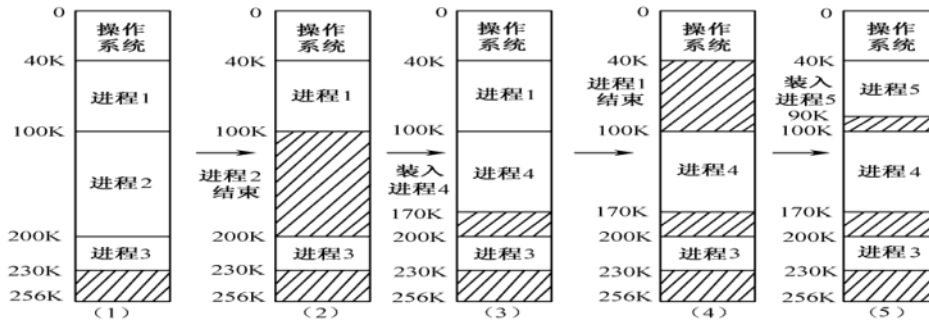 0
操作
系统
40K
进程1
100K
进程2
200K
进程3
230K
256K
(1)
进程2
结束
0
操作
系统
40K
进程1
100K
200K
进程3
230K
256K
(2)
装入
进程4
0
操作
系统
40K
进程1
100K
进程4
170K
200K
进程3
230K
256K
(3)
进程1
结束
0
操作
系统
40K
100K
进程4
170K
200K
进程3
230K
256K
(4)
装入
进程5
0
操作
系统
40K
进程5
90K
100K
进程4
170K
200K
进程3
230K
256K
(5)